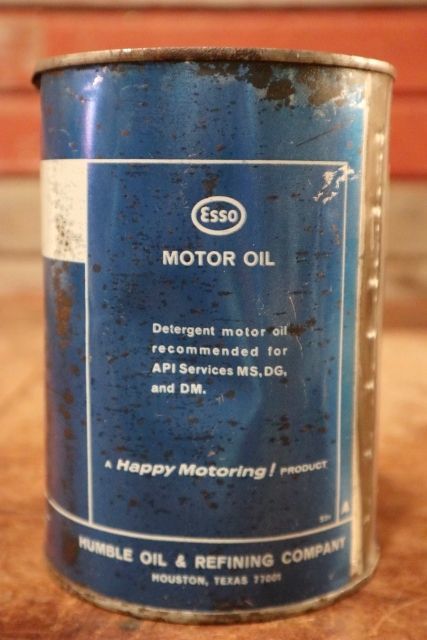 Esso
MOTOR OIL
Detergent motor oil
recommended for
API Services MS, DG,
and DM.
A Happy Motoring! PRODUCT
A
HUMBLE OIL & REFINING COMPANY
HOUSTON, TEXAS 77001